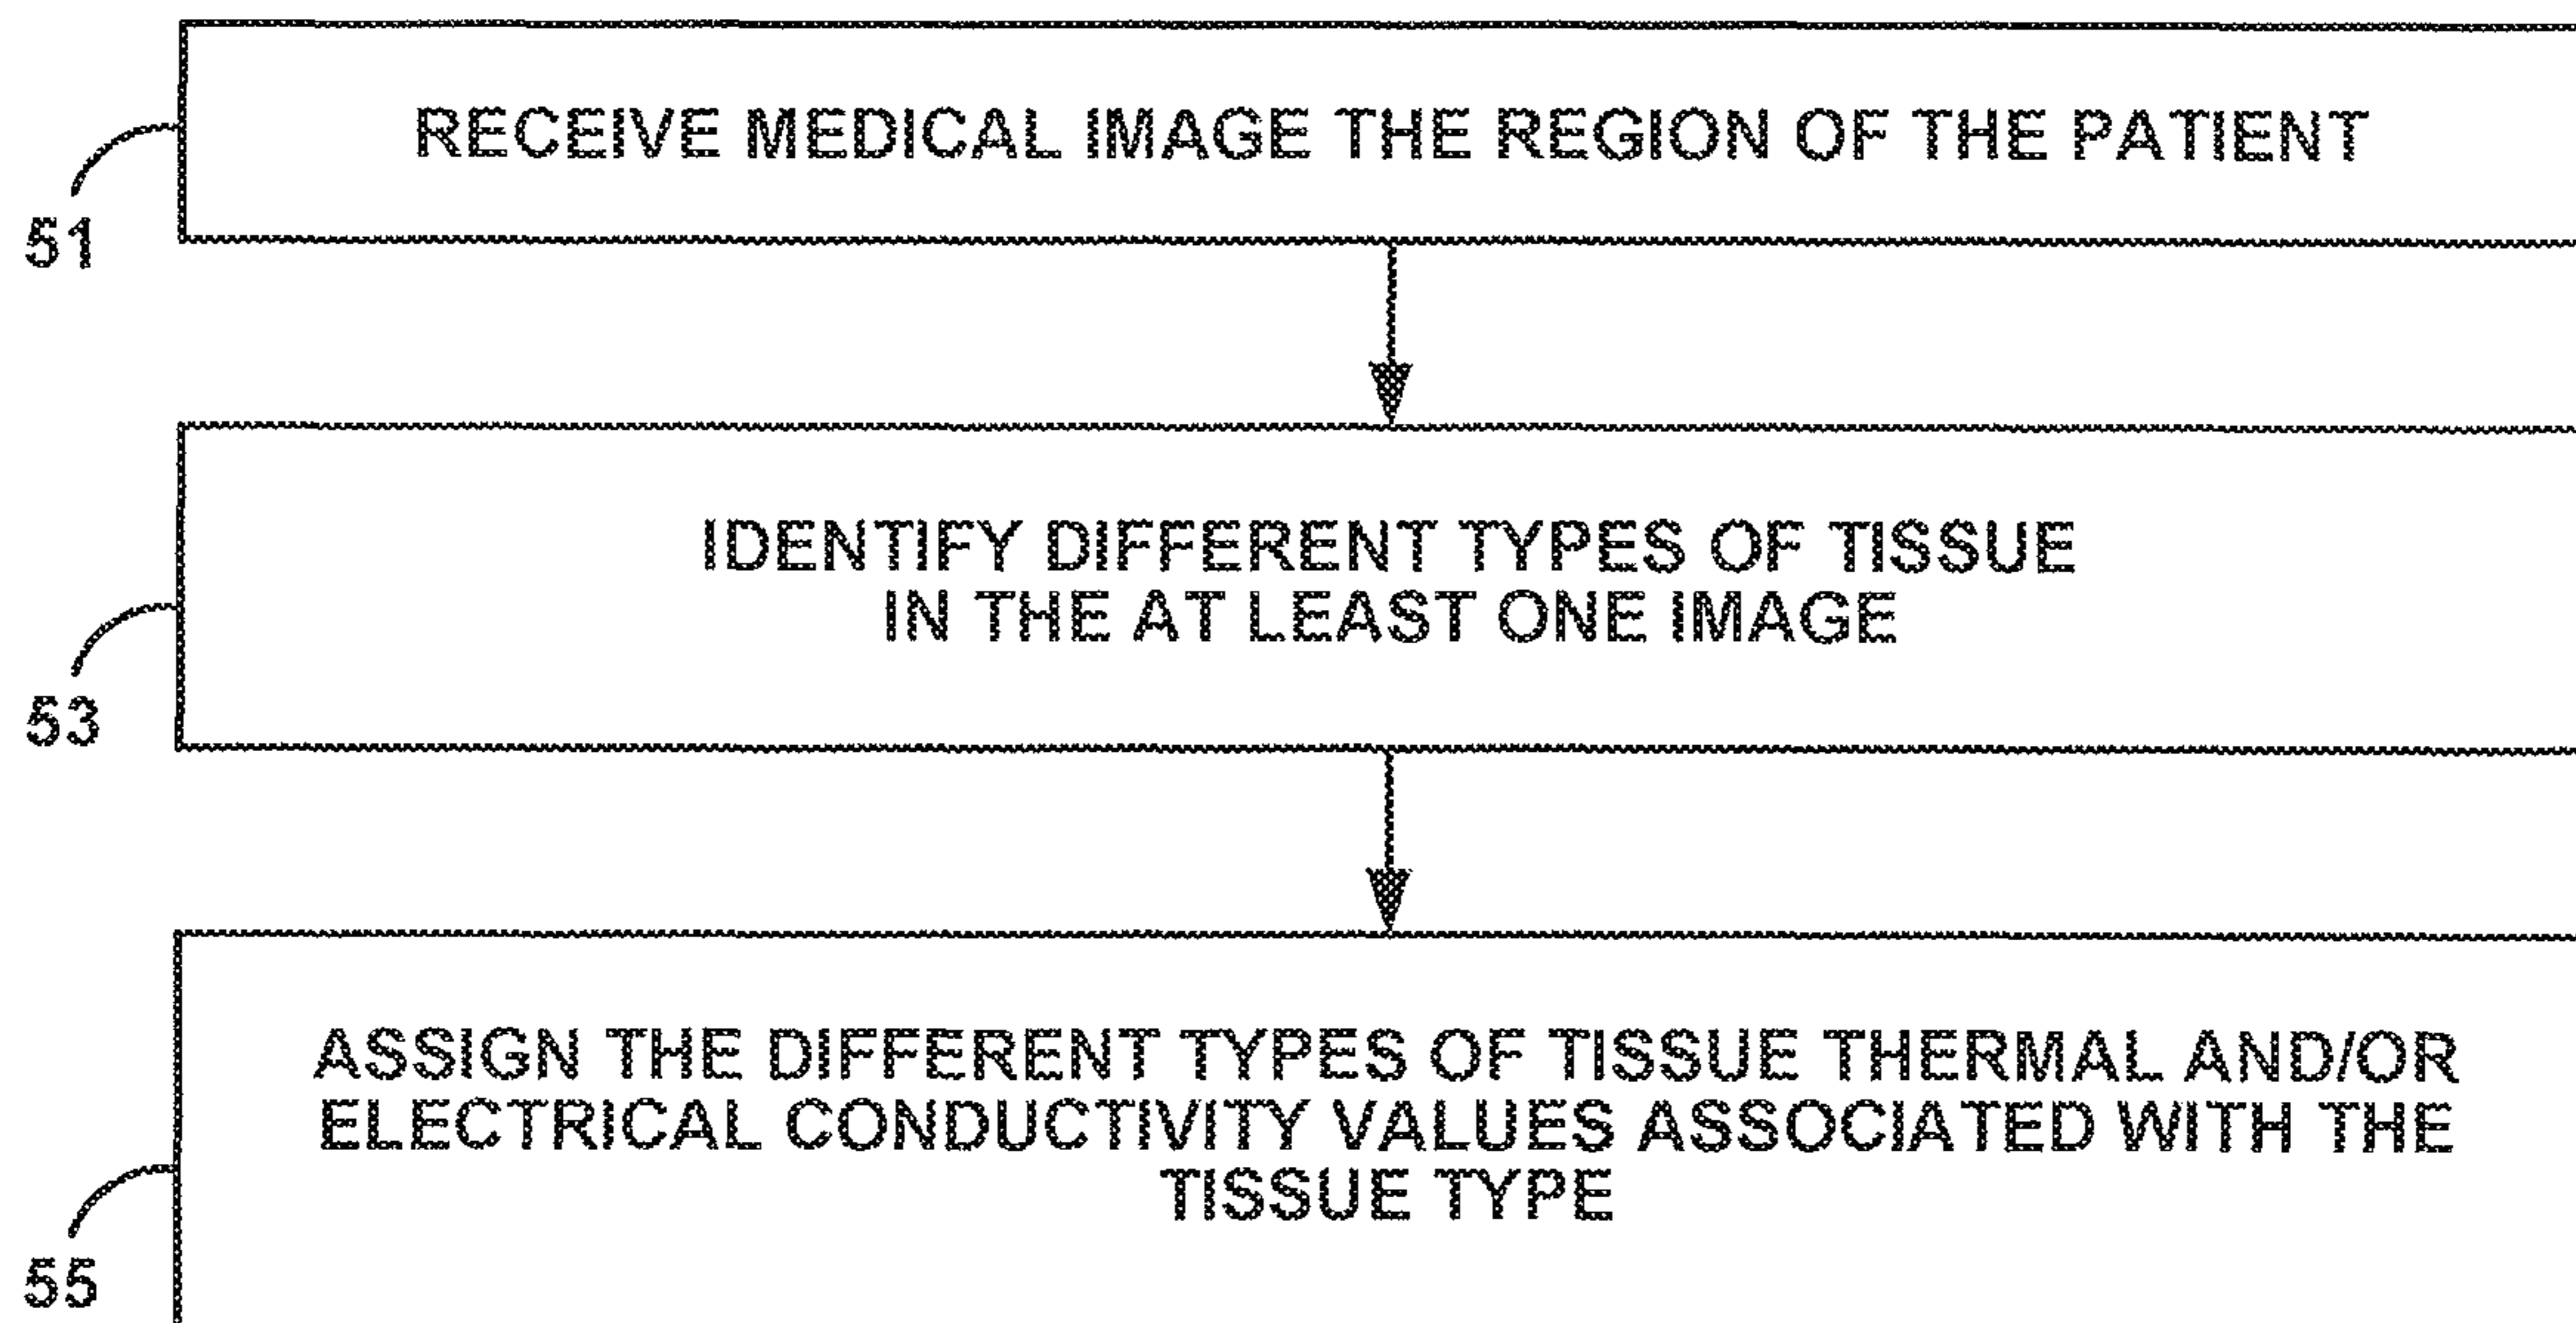 RECEIVE MEDICAL IMAGE THE REGION OF THE PATIENT
51
IDENTIFY DIFFERENT TYPES OF TISSUE
IN THE AT LEAST ONE IMAGE
53
ASSIGN THE DIFFERENT TYPES OF TISSUE THERMAL AND/OR
ELECTRICAL CONDUCTIVITY VALUES ASSOCIATED WITH THE
TISSUE TYPE
55